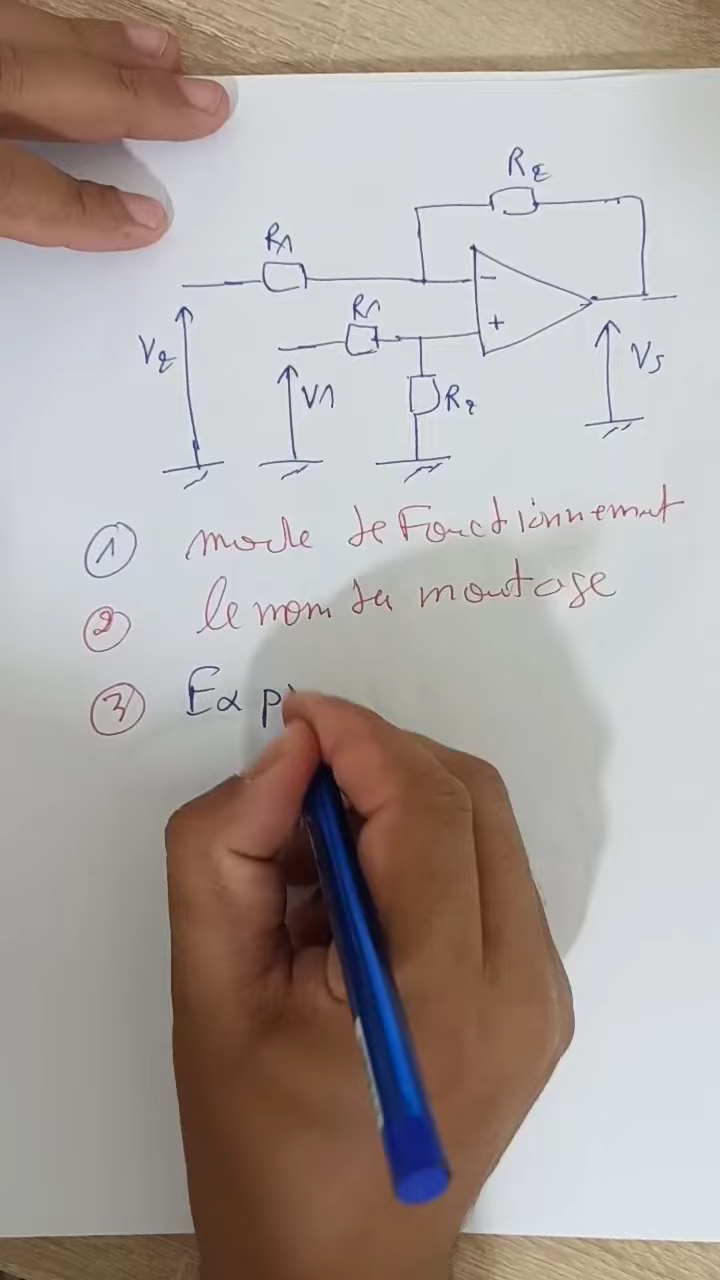 R2
R1
R1
V2
V1
R2
Vs
-
+
① mode de Fonctionnement
② le nom du montage
③ Exp